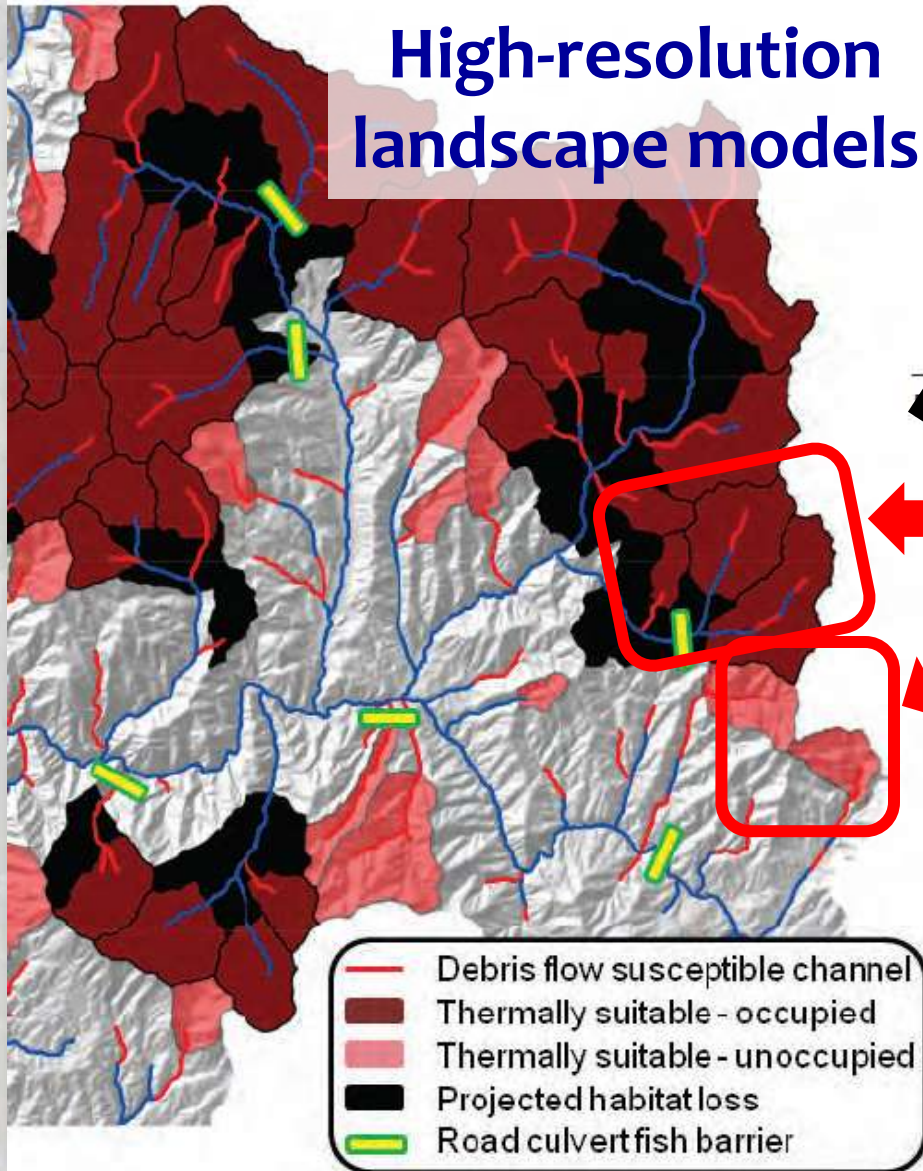 High-resolution
landscape models
Debris flow susceptible channel
Thermally suitable - occupied
Thermally suitable - unoccupied
Projected habitat loss
Road culvert fish barrier